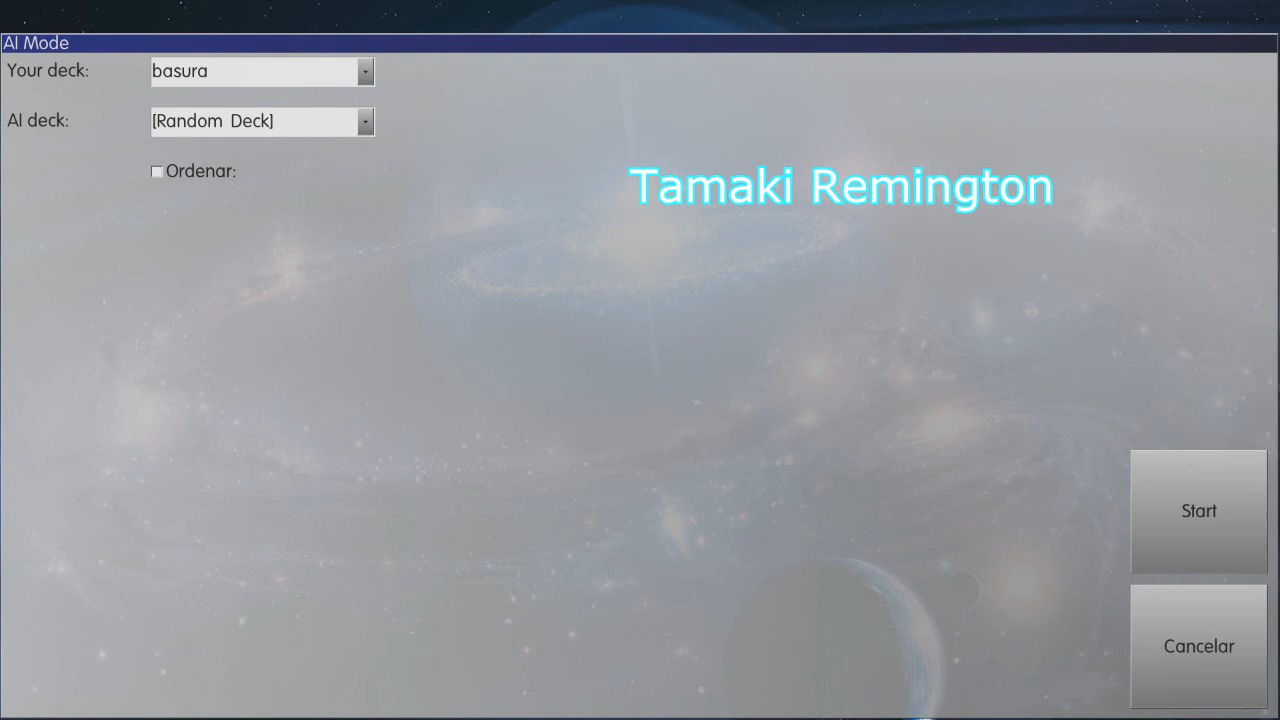 AI Mode
Your deck: basura
AI deck: [Random Deck]
Ordenar:
Tamaki Remington
Start
Cancelar